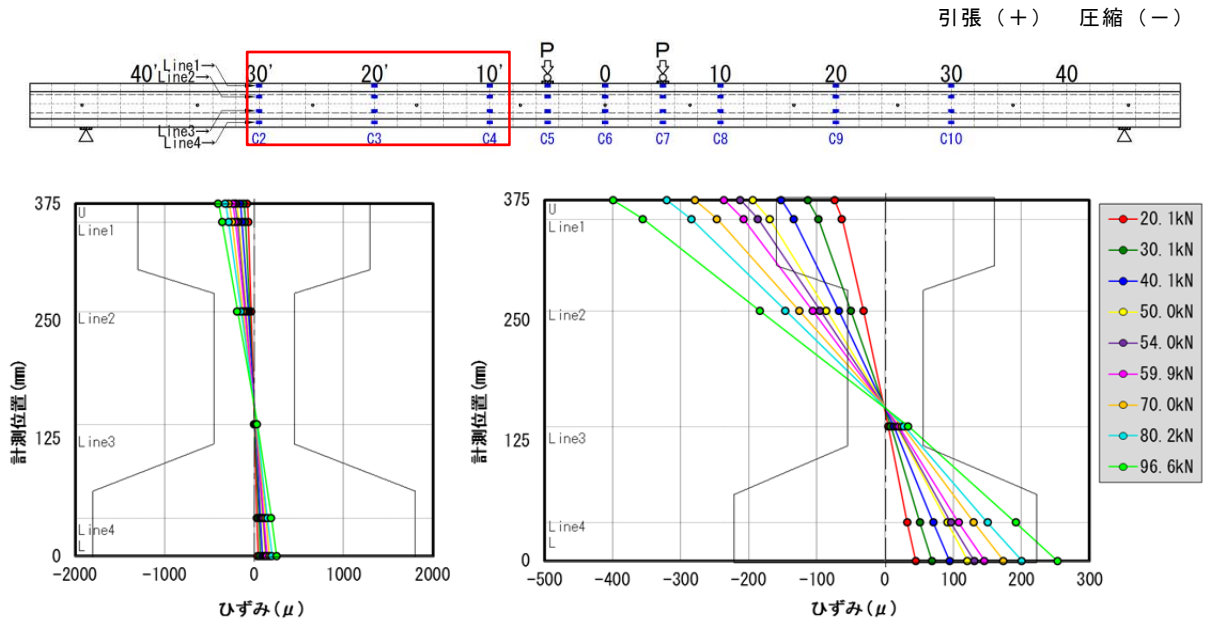 引張(+) 圧縮(-)
P P
Line1→
Line2→
40' 30' 20' 10' 0 10 20 30 40
Line3→
Line4→
C2 C3 C4 C5 C6 C7 C8 C9 C10
375
250
125
0
計測位置(mm)
U
Line1
Line2
Line3
Line4
L
-2000 -1000 0 1000 2000
ひずみ(μ)
375
250
125
0
計測位置(mm)
U
Line1
Line2
Line3
Line4
L
-500 -400 -300 -200 -100 0 100 200 300
ひずみ(μ)
20.1kN
30.1kN
40.1kN
50.0kN
54.0kN
59.9kN
70.0kN
80.2kN
96.6kN